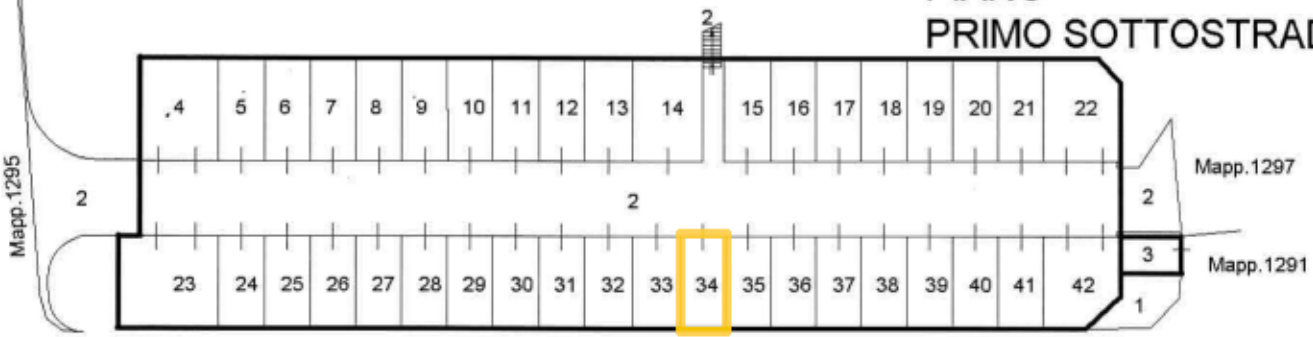 PRIMO SOTTOSTRAD
2
4 5 6 7 8 9 10 11 12 13 14 15 16 17 18 19 20 21 22
Mapp.1295
Mapp.1297
2 2 2
3
Mapp.1291
23 24 25 26 27 28 29 30 31 32 33 34 35 36 37 38 39 40 41 42
1